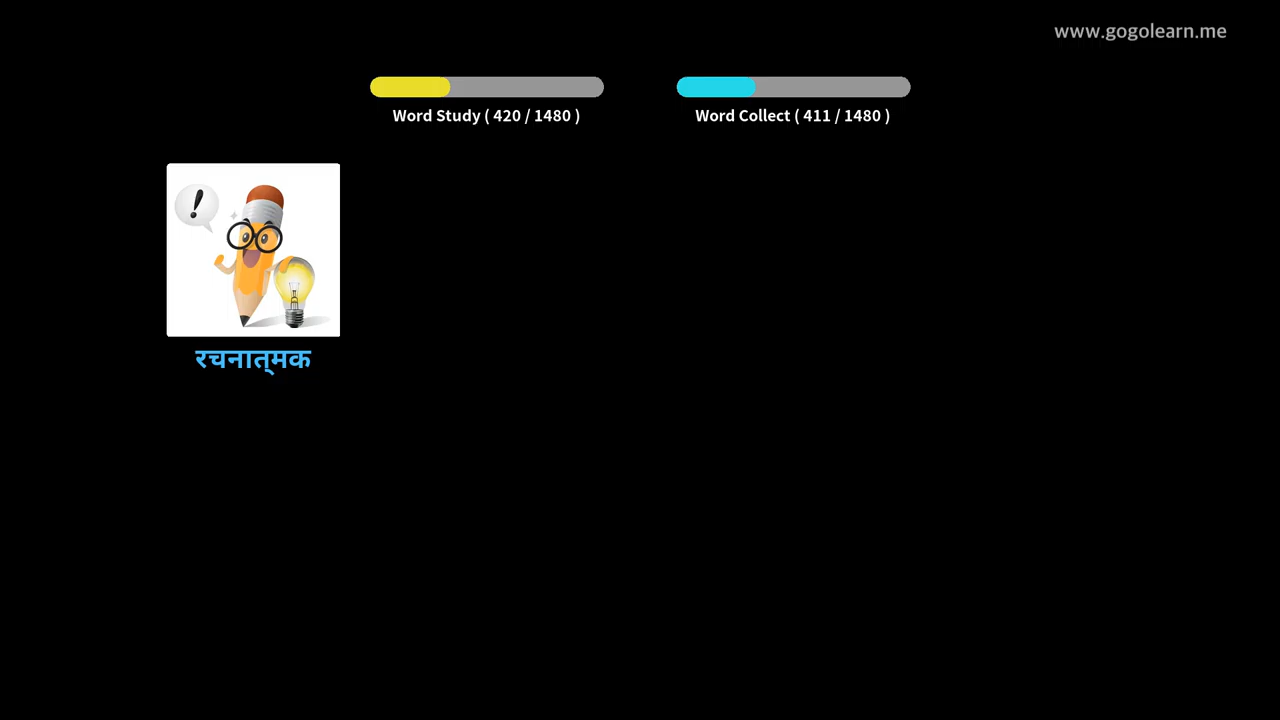 www.gogolearn.me
Word Study ( 420 / 1480 )
Word Collect ( 411 / 1480 )
!
रचनात्मक